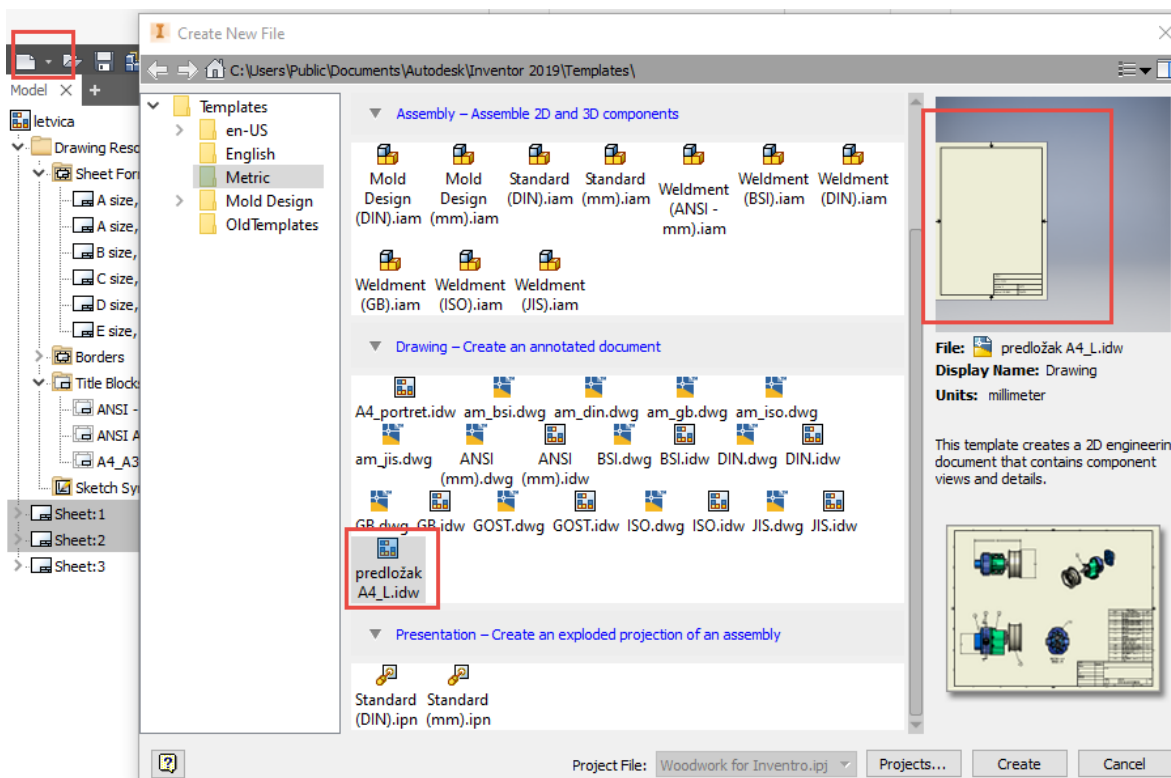 Create New File
C:\Users\Public\Documents\Autodesk\Inventor 2019\Templates\
Model
letvica
Drawing Reso
Sheet For
A size,
A size,
B size,
C size,
D size,
E size,
Borders
Title Block
ANSI -
ANSI A
A4_A3
Sketch Sy
Sheet:1
Sheet:2
Sheet:3
Templates
en-US
English
Metric
Mold Design
OldTemplates
Assembly – Assemble 2D and 3D components
Mold Design (DIN).iam
Mold Design (mm).iam
Standard (DIN).iam
Standard (mm).iam
Weldment (ANSI - mm).iam
Weldment (BSI).iam
Weldment (DIN).iam
Weldment (GB).iam
Weldment (ISO).iam
Weldment (JIS).iam
Drawing – Create an annotated document
A4_portret.idw am_bsi.dwg am_din.dwg am_gb.dwg am_iso.dwg
am_jis.dwg ANSI (mm).dwg ANSI (mm).idw BSI.dwg BSI.idw DIN.dwg DIN.idw
GB.dwg GB.idw GOST.dwg GOST.idw ISO.dwg ISO.idw JIS.dwg JIS.idw
predložak
A4_L.idw
Presentation – Create an exploded projection of an assembly
Standard (DIN).ipn
Standard (mm).ipn
File: predložak A4_L.idw
Display Name: Drawing
Units: millimeter
This template creates a 2D engineerin
document that contains component
views and details.
Project File: Woodwork for Inventro.ipj
Projects...
Create
Cancel